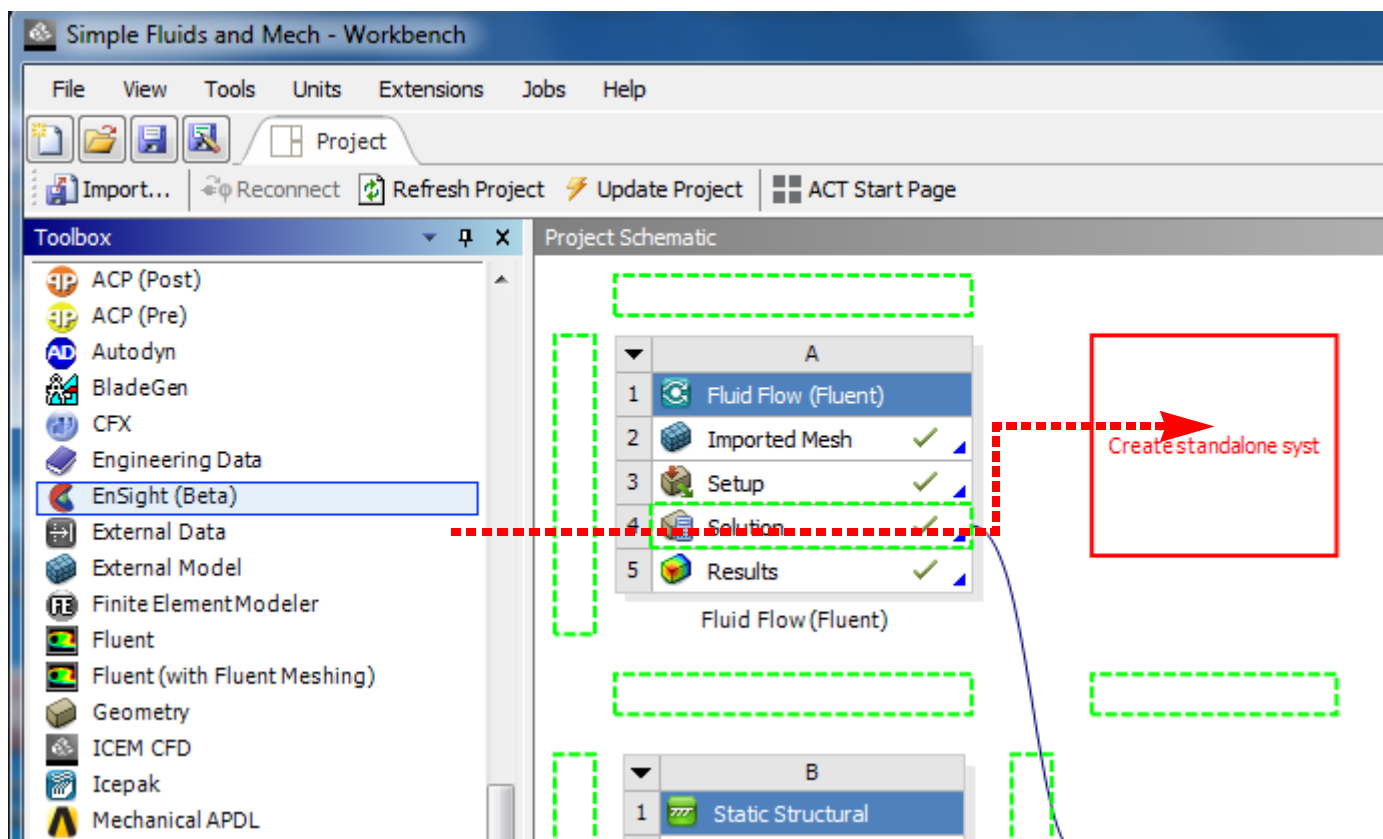 Simple Fluids and Mech - Workbench
File View Tools Units Extensions Jobs Help
Project
Import... Reconnect Refresh Project Update Project ACT Start Page
Toolbox
ACP (Post)
ACP (Pre)
AD Autodyn
BladeGen
CFX
Engineering Data
EnSight (Beta)
External Data
External Model
FE Finite Element Modeler
Fluent
Fluent (with Fluent Meshing)
Geometry
ICEM CFD
Icepak
Mechanical APDL
Project Schematic
A
1 Fluid Flow (Fluent)
2 Imported Mesh
3 Setup
4 Solution
5 Results
Fluid Flow (Fluent)
Create standalone syst
B
1 Static Structural